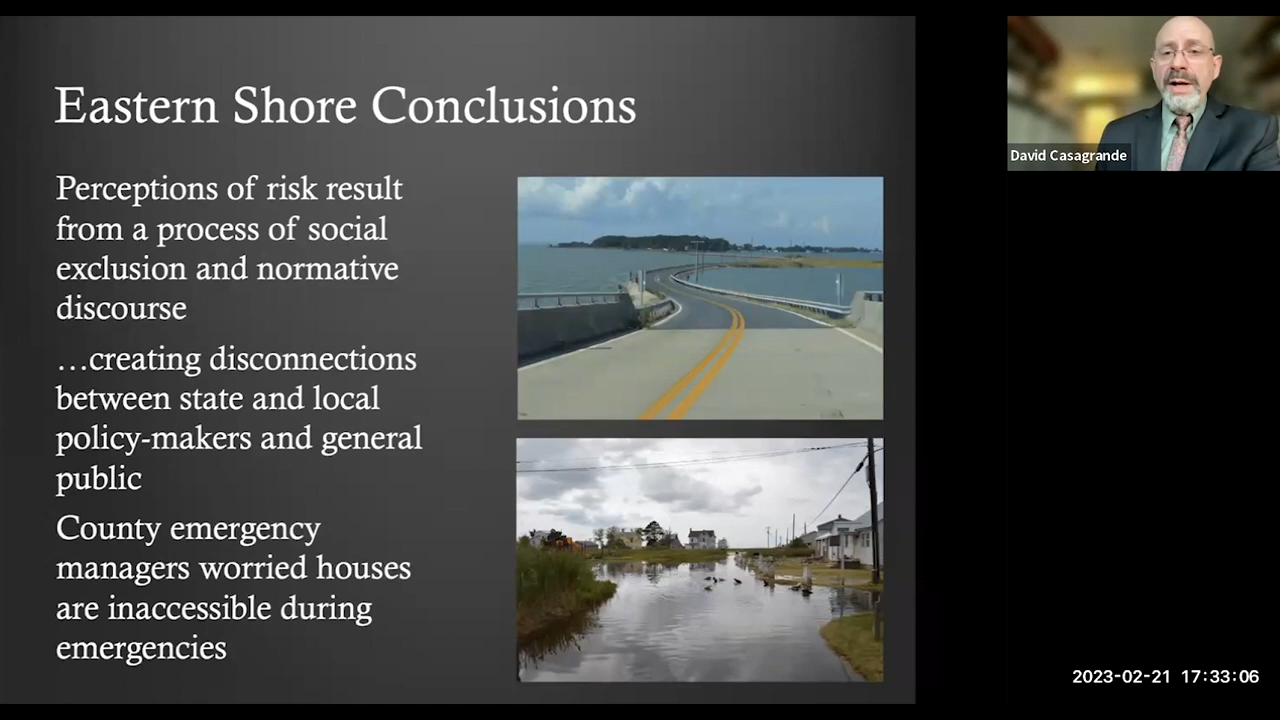 Eastern Shore Conclusions
Perceptions of risk result
from a process of social
exclusion and normative
discourse
…creating disconnections
between state and local
policy-makers and general
public
County emergency
managers worried houses
are inaccessible during
emergencies
David Casagrande
2023-02-21 17:33:06